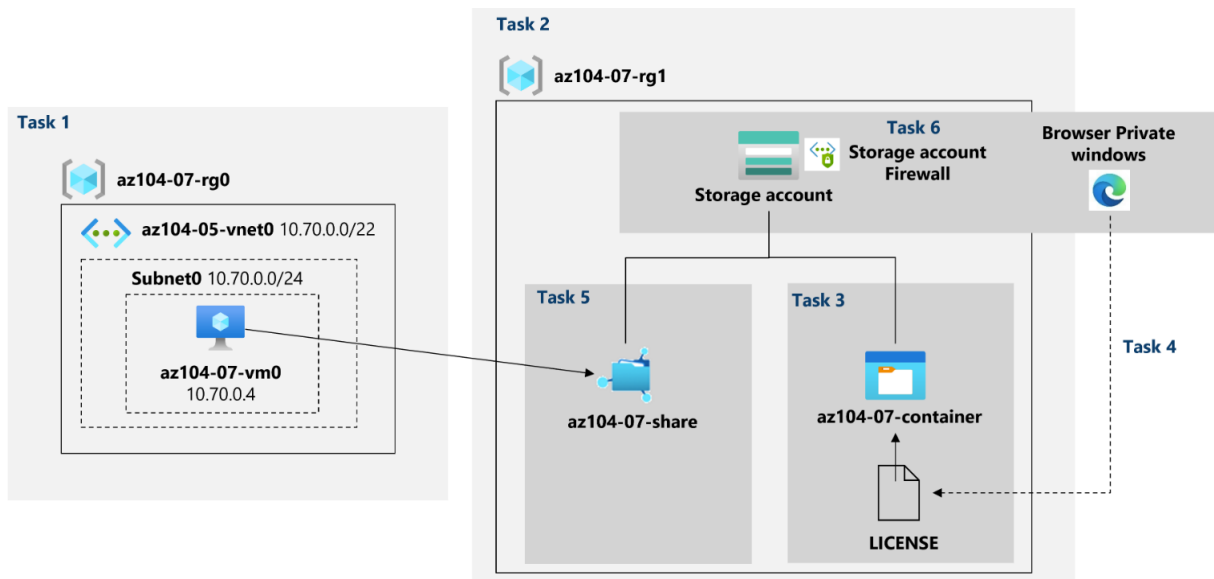 Task 1
az104-07-rg0
az104-05-vnet0 10.70.0.0/22
Subnet0 10.70.0.0/24
az104-07-vm0
10.70.0.4
Task 2
az104-07-rg1
Task 6
Storage account
Firewall
Storage account
Browser Private
windows
Task 5
az104-07-share
Task 3
az104-07-container
LICENSE
Task 4